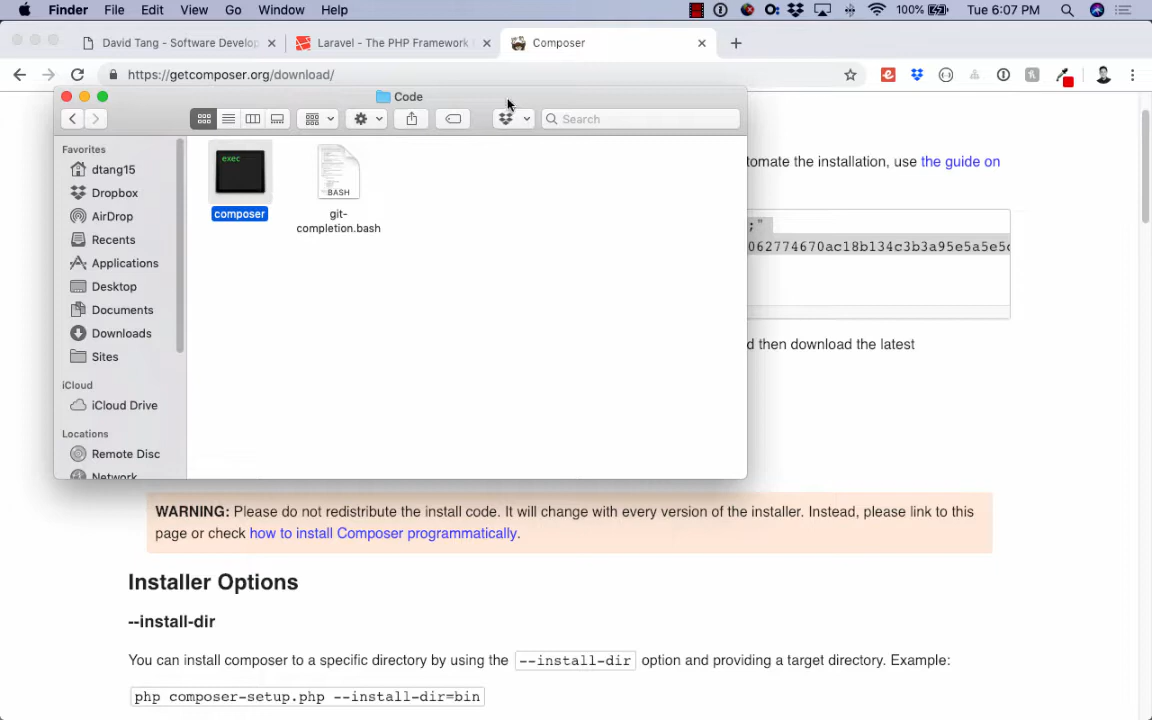 Finder File Edit View Go Window Help 100% Tue 6:07 PM
David Tang - Software Develop
Laravel - The PHP Framework
Composer
https://getcomposer.org/download/
Code
Search
Favorites
dtang15
Dropbox
AirDrop
Recents
Applications
Desktop
Documents
Downloads
Sites
iCloud
iCloud Drive
Locations
Remote Disc
Network
exec
composer
BASH
git-
completion.bash
tomate the installation, use the guide on
;"
062774670ac18b134c3b3a95e5a5e5c
d then download the latest
WARNING: Please do not redistribute the install code. It will change with every version of the installer. Instead, please link to this
page or check how to install Composer programmatically.
Installer Options
--install-dir
You can install composer to a specific directory by using the --install-dir option and providing a target directory. Example:
php composer-setup.php --install-dir=bin